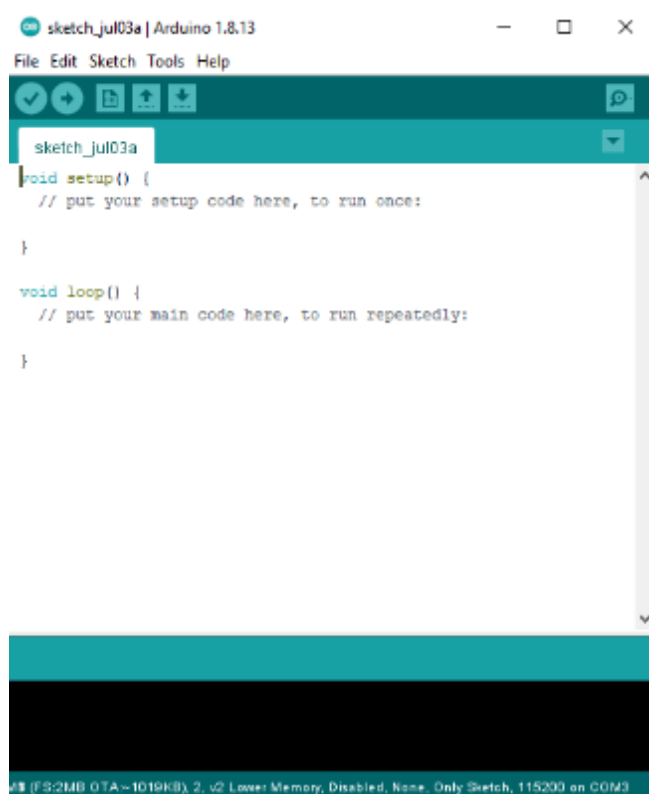 sketch_jul03a | Arduino 1.8.13
File Edit Sketch Tools Help
sketch_jul03a
void setup() {
  // put your setup code here, to run once:
}
void loop() {
  // put your main code here, to run repeatedly:
}
(FS:2MB OTA:~1019KB), 2, v2 Lower Memory, Disabled, None, Only Sketch, 115200 on COM3